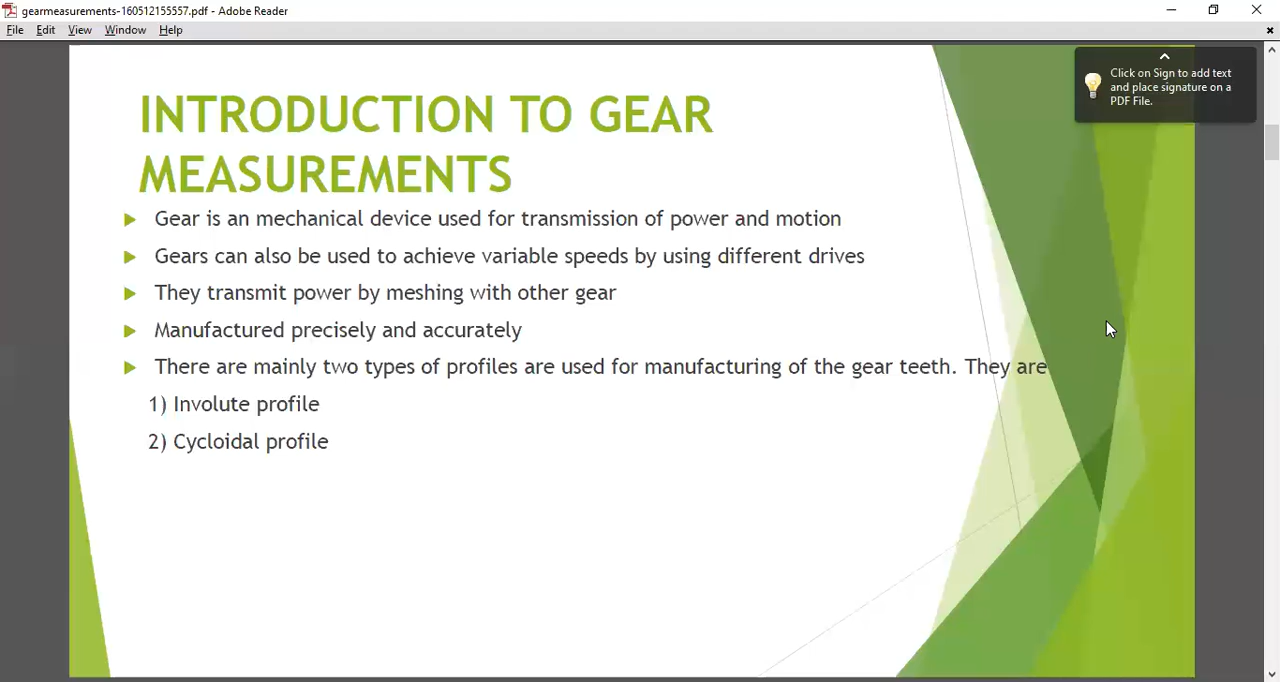 gearmeasurements-160512155557.pdf - Adobe Reader
File Edit View Window Help
Click on Sign to add text
and place signature on a
PDF File.
INTRODUCTION TO GEAR
MEASUREMENTS
Gear is an mechanical device used for transmission of power and motion
Gears can also be used to achieve variable speeds by using different drives
They transmit power by meshing with other gear
Manufactured precisely and accurately
There are mainly two types of profiles are used for manufacturing of the gear teeth. They are
1) Involute profile
2) Cycloidal profile